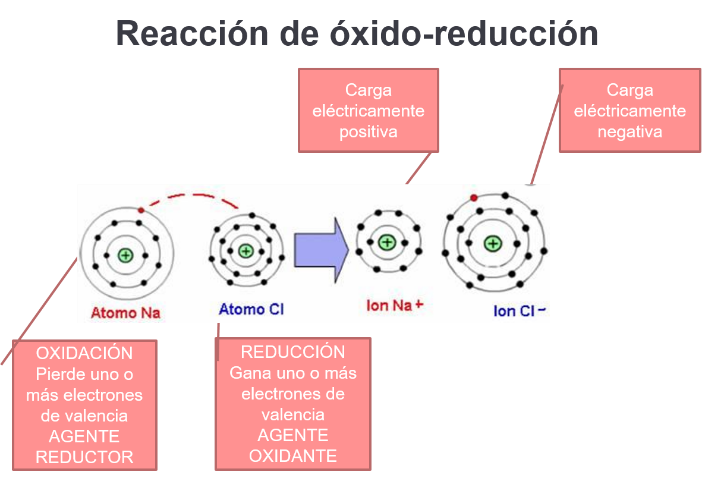 Reacción de óxido-reducción
Carga
eléctricamente
positiva
Carga
eléctricamente
negativa
+
+
+
+
Atomo Na
Atomo Cl
Ion Na +
Ion Cl –
OXIDACIÓN
Pierde uno o
más electrones
de valencia
AGENTE
REDUCTOR
REDUCCIÓN
Gana uno o más
electrones de
valencia
AGENTE
OXIDANTE